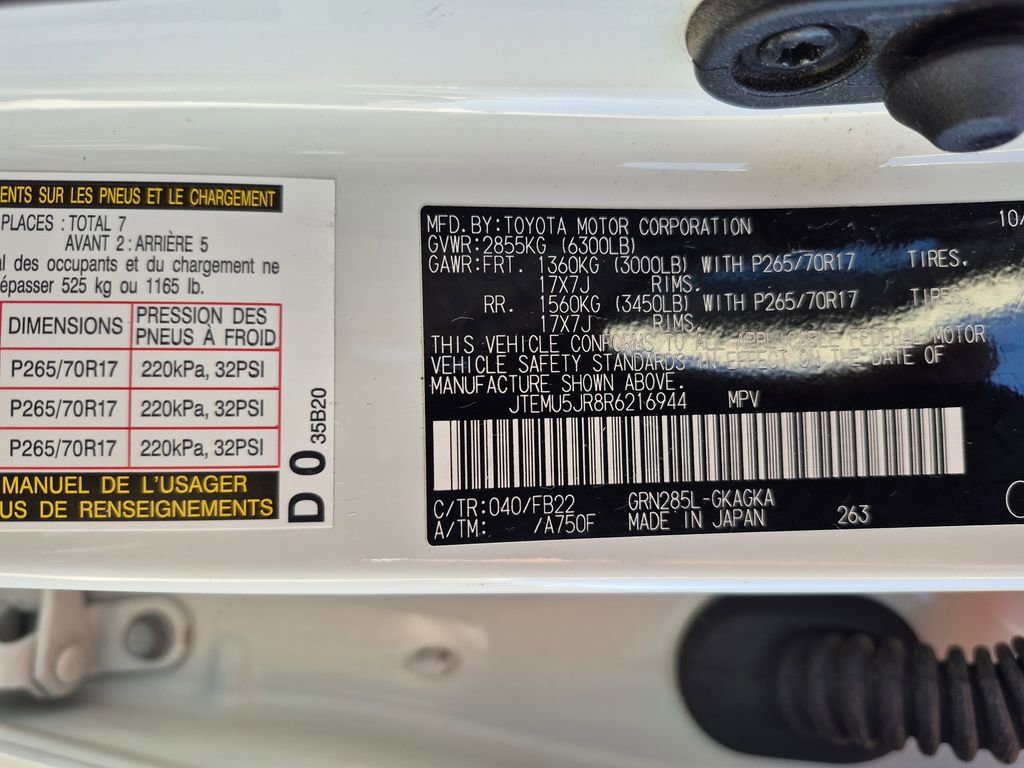 ENTS SUR LES PNEUS ET LE CHARGEMENT
PLACES : TOTAL 7
AVANT 2 : ARRIÈRE 5
al des occupants et du chargement ne
épasser 525 kg ou 1165 lb.
DIMENSIONS PRESSION DES PNEUS À FROID
P265/70R17 220kPa, 32PSI
P265/70R17 220kPa, 32PSI
P265/70R17 220kPa, 32PSI
MANUEL DE L'USAGER
US DE RENSEIGNEMENTS
D 0 35B20
MFD. BY: TOYOTA MOTOR CORPORATION 10/
GVWR: 2855KG (6300LB)
GAWR: FRT. 1360KG (3000LB) WITH P265/70R17 TIRES.
17X7J RIMS.
RR. 1560KG (3450LB) WITH P265/70R17 TIRES.
17X7J RIMS.
THIS VEHICLE CONFORMS TO ALL APPLICABLE FEDERAL MOTOR
VEHICLE SAFETY STANDARDS IN EFFECT ON THE DATE OF
MANUFACTURE SHOWN ABOVE.
JTEMU5JR8R6216944 MPV
C/TR: 040/FB22 GRN285L-GKAGKA
A/TM: /A750F MADE IN JAPAN 263